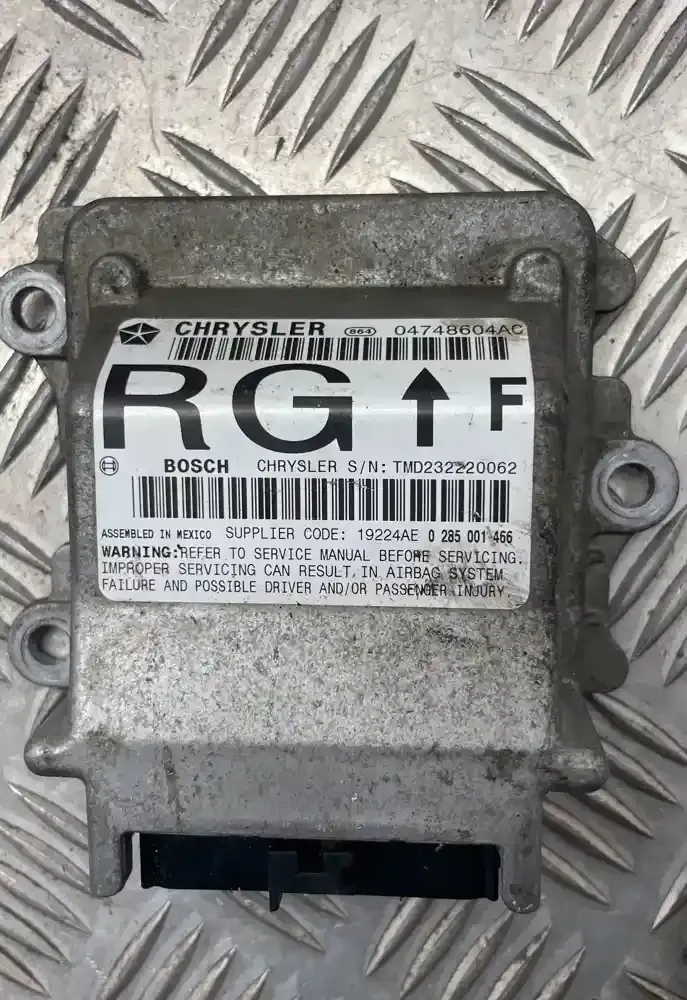 CHRYSLER 864 04748604AC
RG F
BOSCH CHRYSLER S/N: TMD232220062
ASSEMBLED IN MEXICO SUPPLIER CODE: 19224AE 0 285 001 466
WARNING: REFER TO SERVICE MANUAL BEFORE SERVICING.
IMPROPER SERVICING CAN RESULT IN AIRBAG SYSTEM
FAILURE AND POSSIBLE DRIVER AND/OR PASSENGER INJURY.